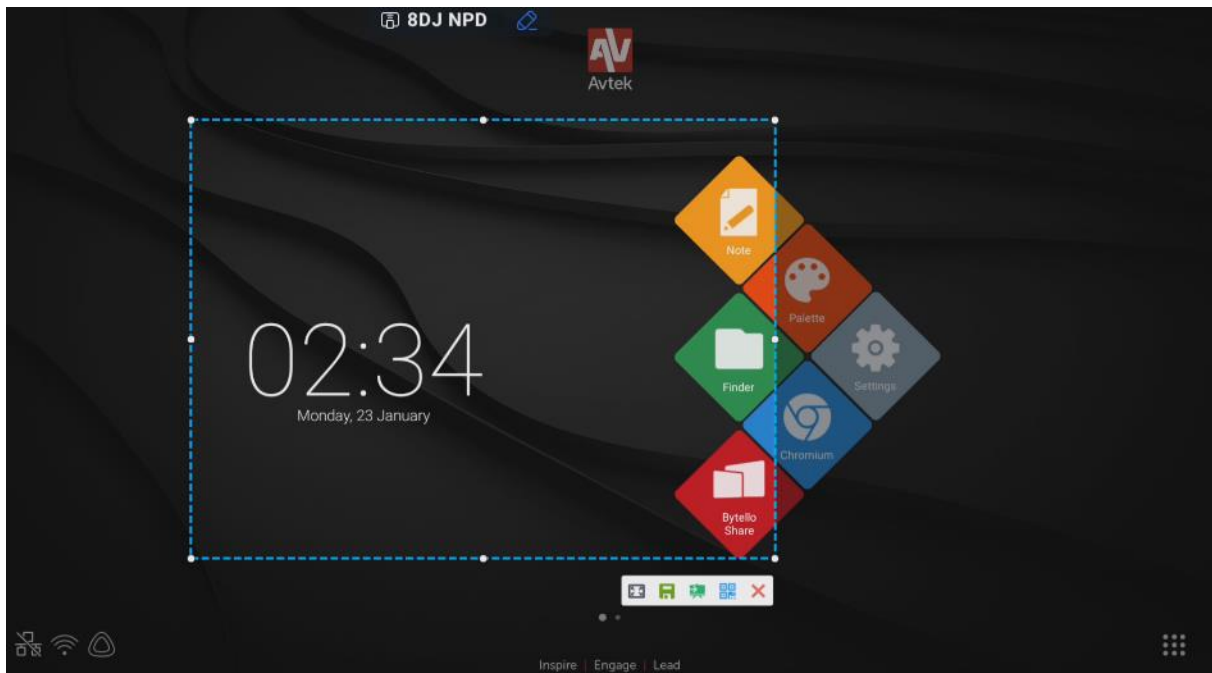 8DJ NPD
AV
Avtek
Note
Palette
02:34
Monday, 23 January
Finder
Settings
Chromium
Bytello
Share
Inspire | Engage | Lead